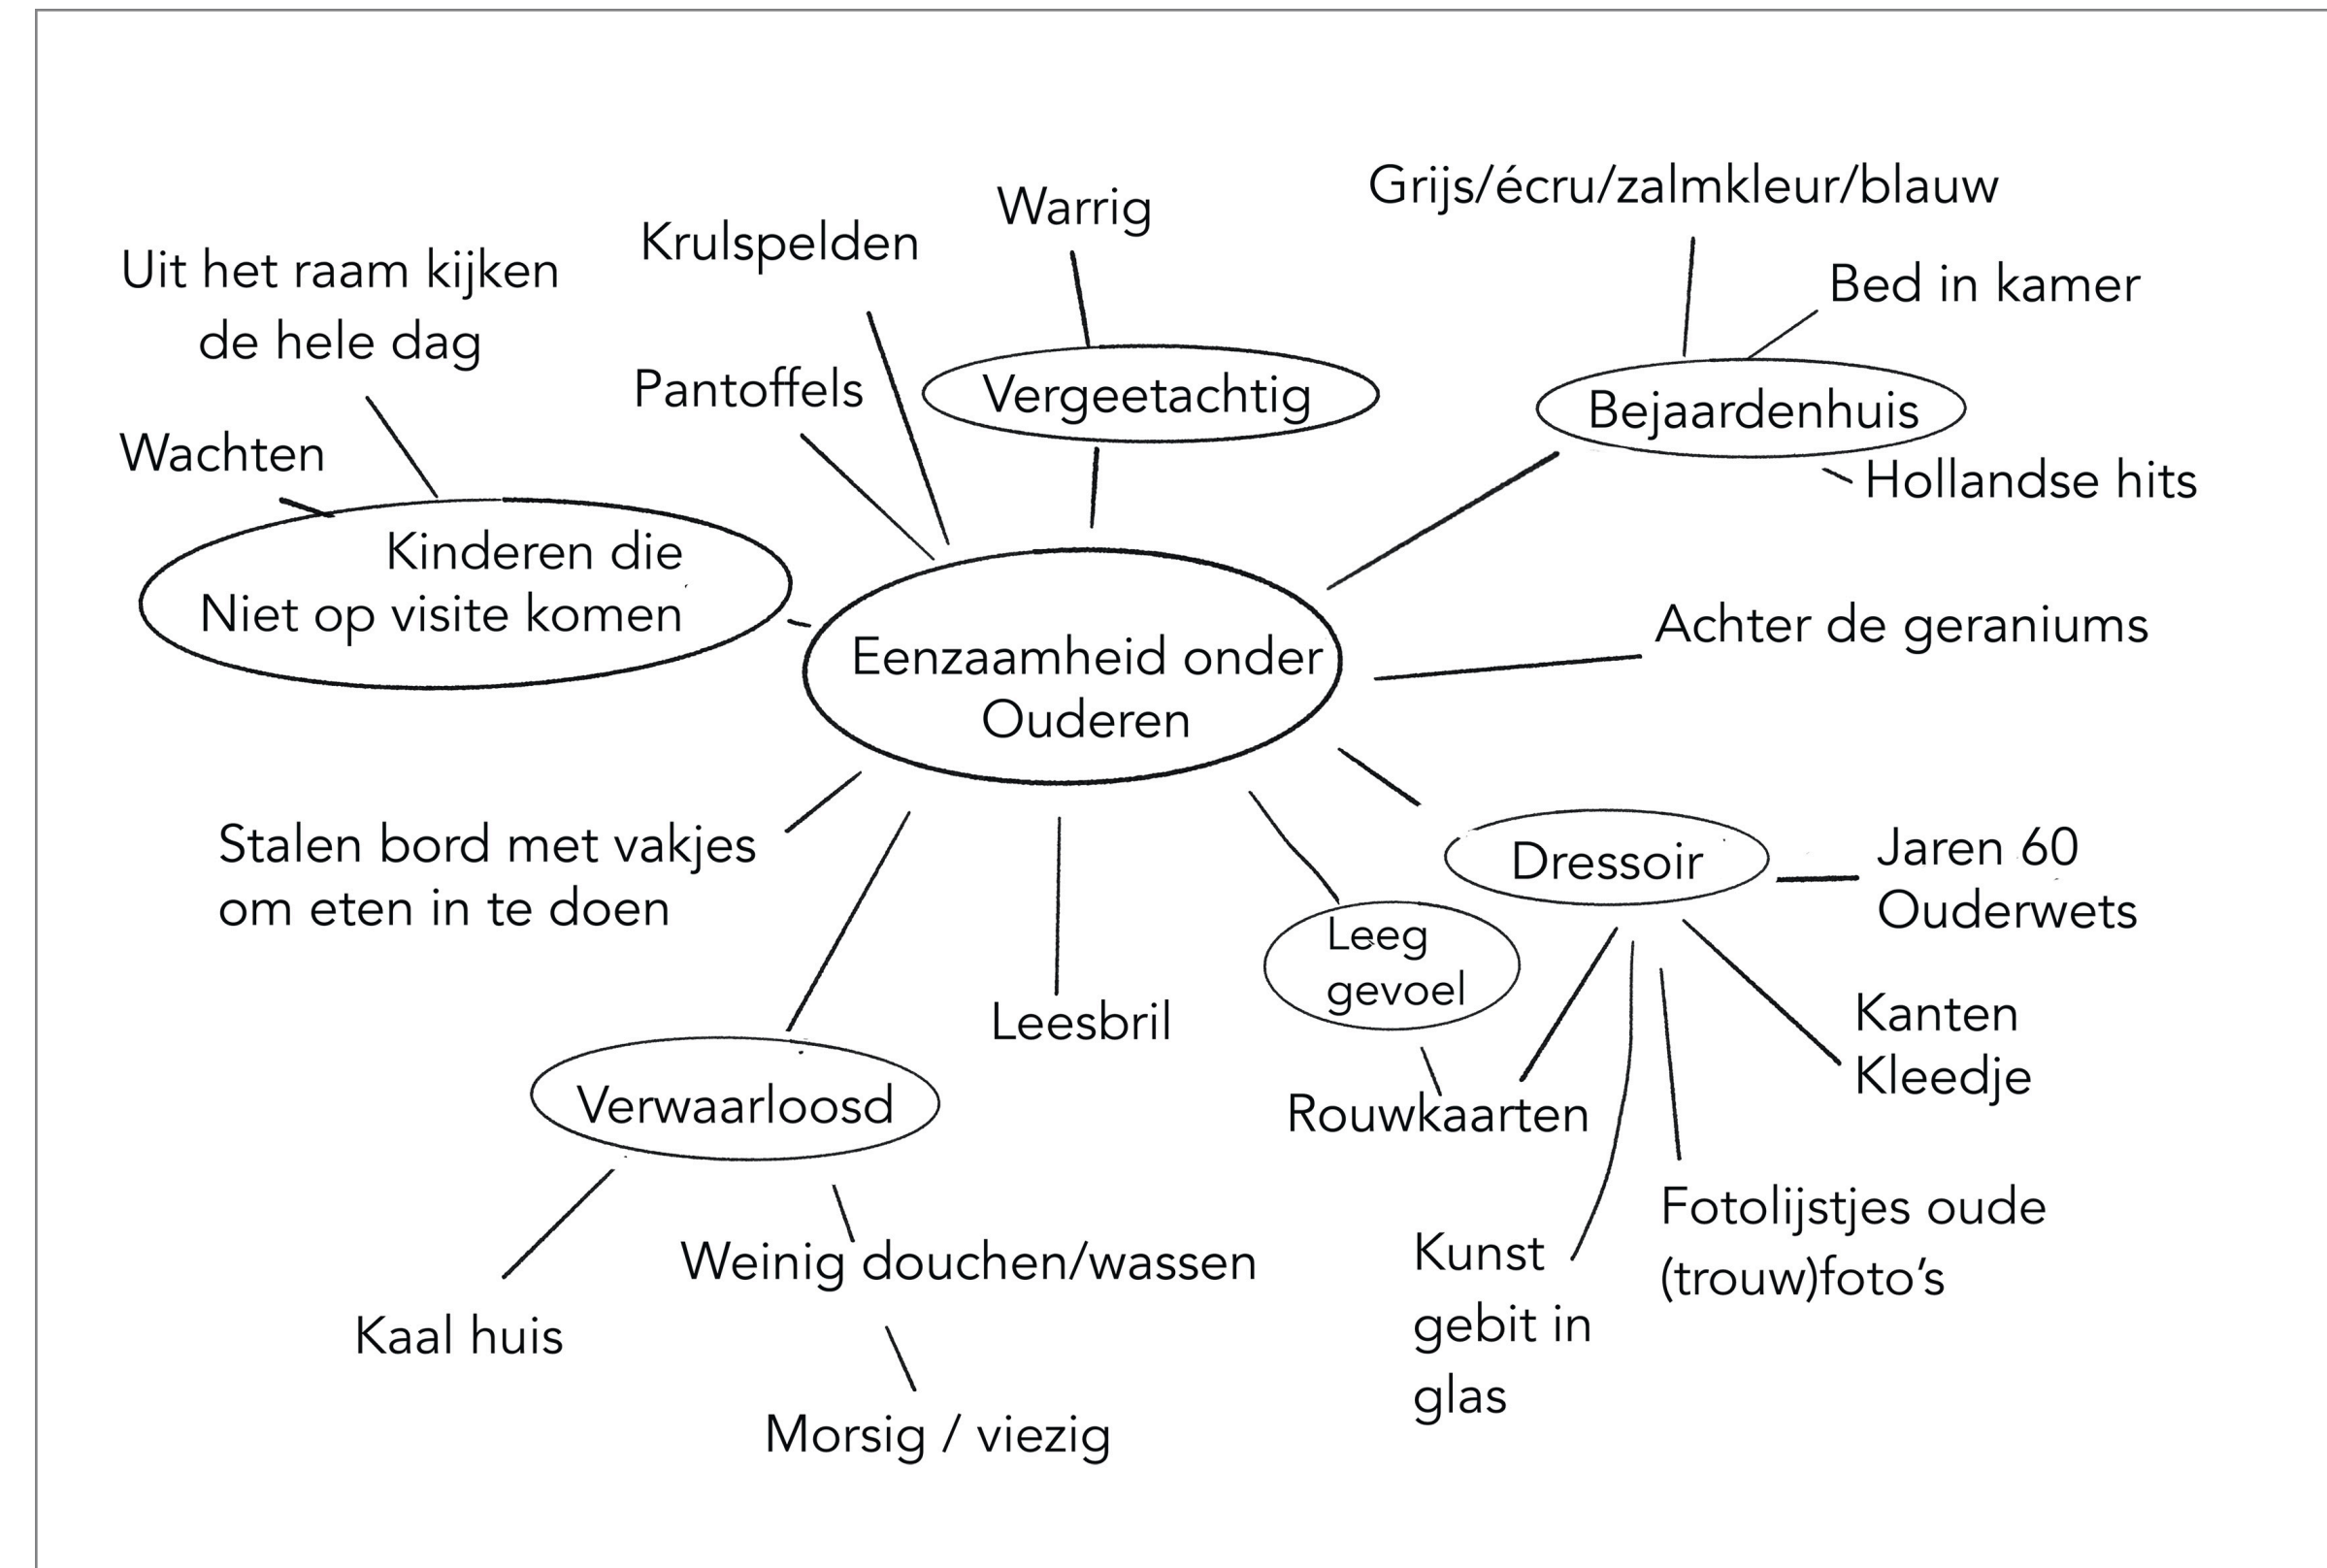 Grijs/écru/zalmkleur/blauw
Warrig
Krulspelden
Uit het raam kijken
de hele dag
Bed in kamer
Pantoffels
Vergeetachtig
Bejaardenhuis
Wachten
Hollandse hits
Kinderen die
Niet op visite komen
Achter de geraniums
Eenzaamheid onder
Ouderen
Stalen bord met vakjes
om eten in te doen
Dressoir
Jaren 60
Ouderwets
Leeg
gevoel
Leesbril
Kanten
Kleedje
Verwaarloosd
Rouwkaarten
Fotolijstjes oude
(trouw)foto’s
Weinig douchen/wassen
Kunst
gebit in
glas
Kaal huis
Morsig / viezig